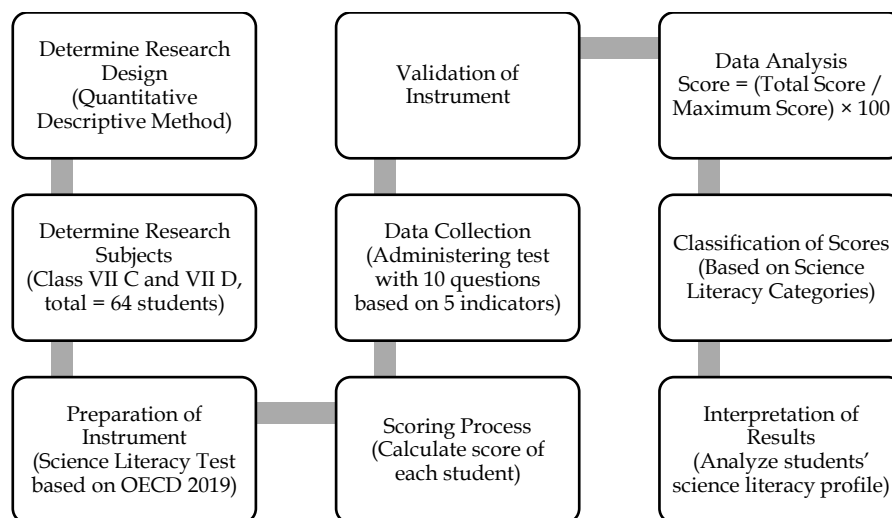 Determine Research
Design
(Quantitative
Descriptive Method)
Determine Research
Subjects
(Class VII C and VII D,
total = 64 students)
Preparation of
Instrument
(Science Literacy Test
based on OECD 2019)
Scoring Process
(Calculate score of
each student)
Data Collection
(Administering test
with 10 questions
based on 5 indicators)
Validation of
Instrument
Data Analysis
Score = (Total Score /
Maximum Score) × 100
Classification of Scores
(Based on Science
Literacy Categories)
Interpretation of
Results
(Analyze students’
science literacy profile)